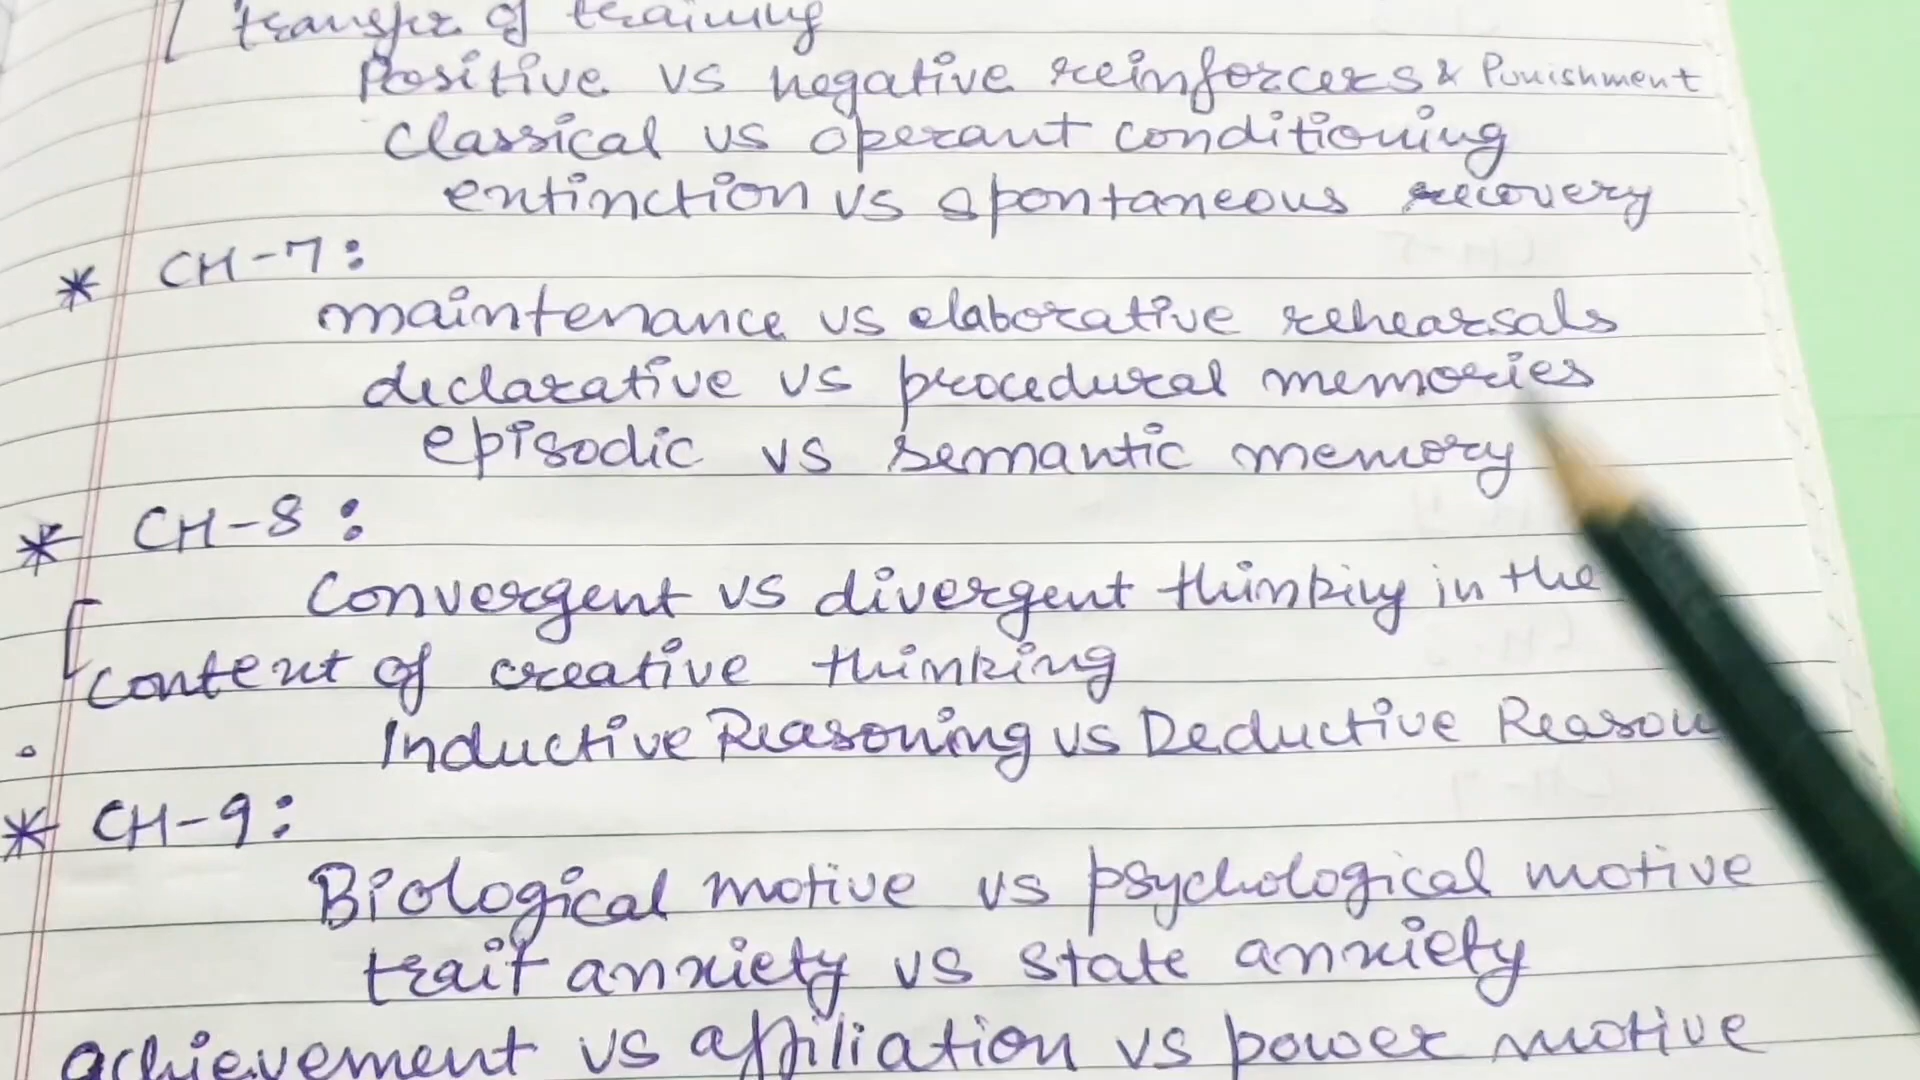 transfer of training
Positive vs negative reinforcers & Punishment
classical vs operant conditioning
extinction vs spontaneous recovery
* CH-7:
maintenance vs elaborative rehearsals
declarative vs procedural memories
episodic vs semantic memory
* CH-8:
Convergent vs divergent thinking in the
content of creative thinking
Inductive Reasoning vs Deductive
* CH-9:
Biological motive vs psychological motive
trait anxiety vs state anxiety
achievement vs affiliation vs power motive